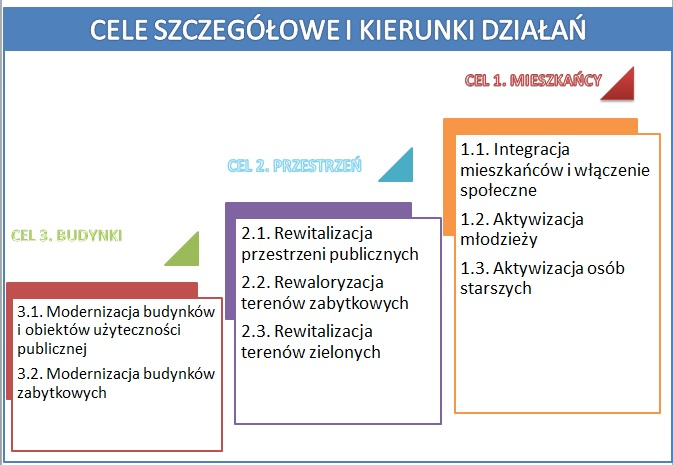 CELE SZCZEGÓŁOWE I KIERUNKI DZIAŁAŃ
CEL 1. MIESZKAŃCY
1.1. Integracja
mieszkańców i włączenie
społeczne
1.2. Aktywizacja
młodzieży
1.3. Aktywizacja osób
starszych
CEL 2. PRZESTRZEŃ
2.1. Rewitalizacja
przestrzeni publicznych
2.2. Rewaloryzacja
terenów zabytkowych
2.3. Rewitalizacja
terenów zielonych
CEL 3. BUDYNKI
3.1. Modernizacja budynków
i obiektów użyteczności
publicznej
3.2. Modernizacja budynków
zabytkowych